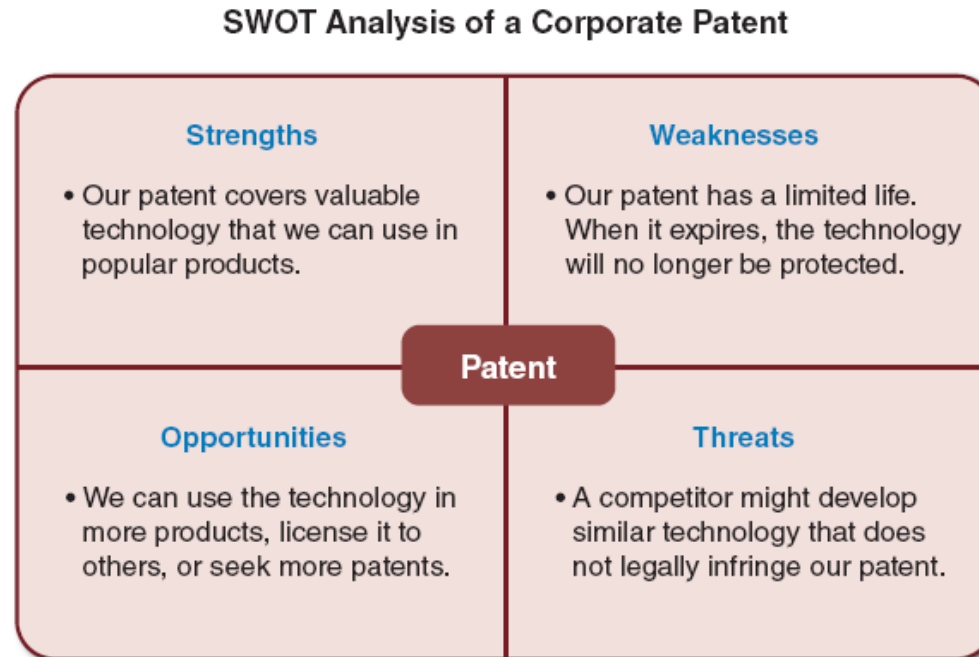 SWOT Analysis of a Corporate Patent
Strengths
• Our patent covers valuable
technology that we can use in
popular products.
Weaknesses
• Our patent has a limited life.
When it expires, the technology
will no longer be protected.
Patent
Opportunities
• We can use the technology in
more products, license it to
others, or seek more patents.
Threats
• A competitor might develop
similar technology that does
not legally infringe our patent.